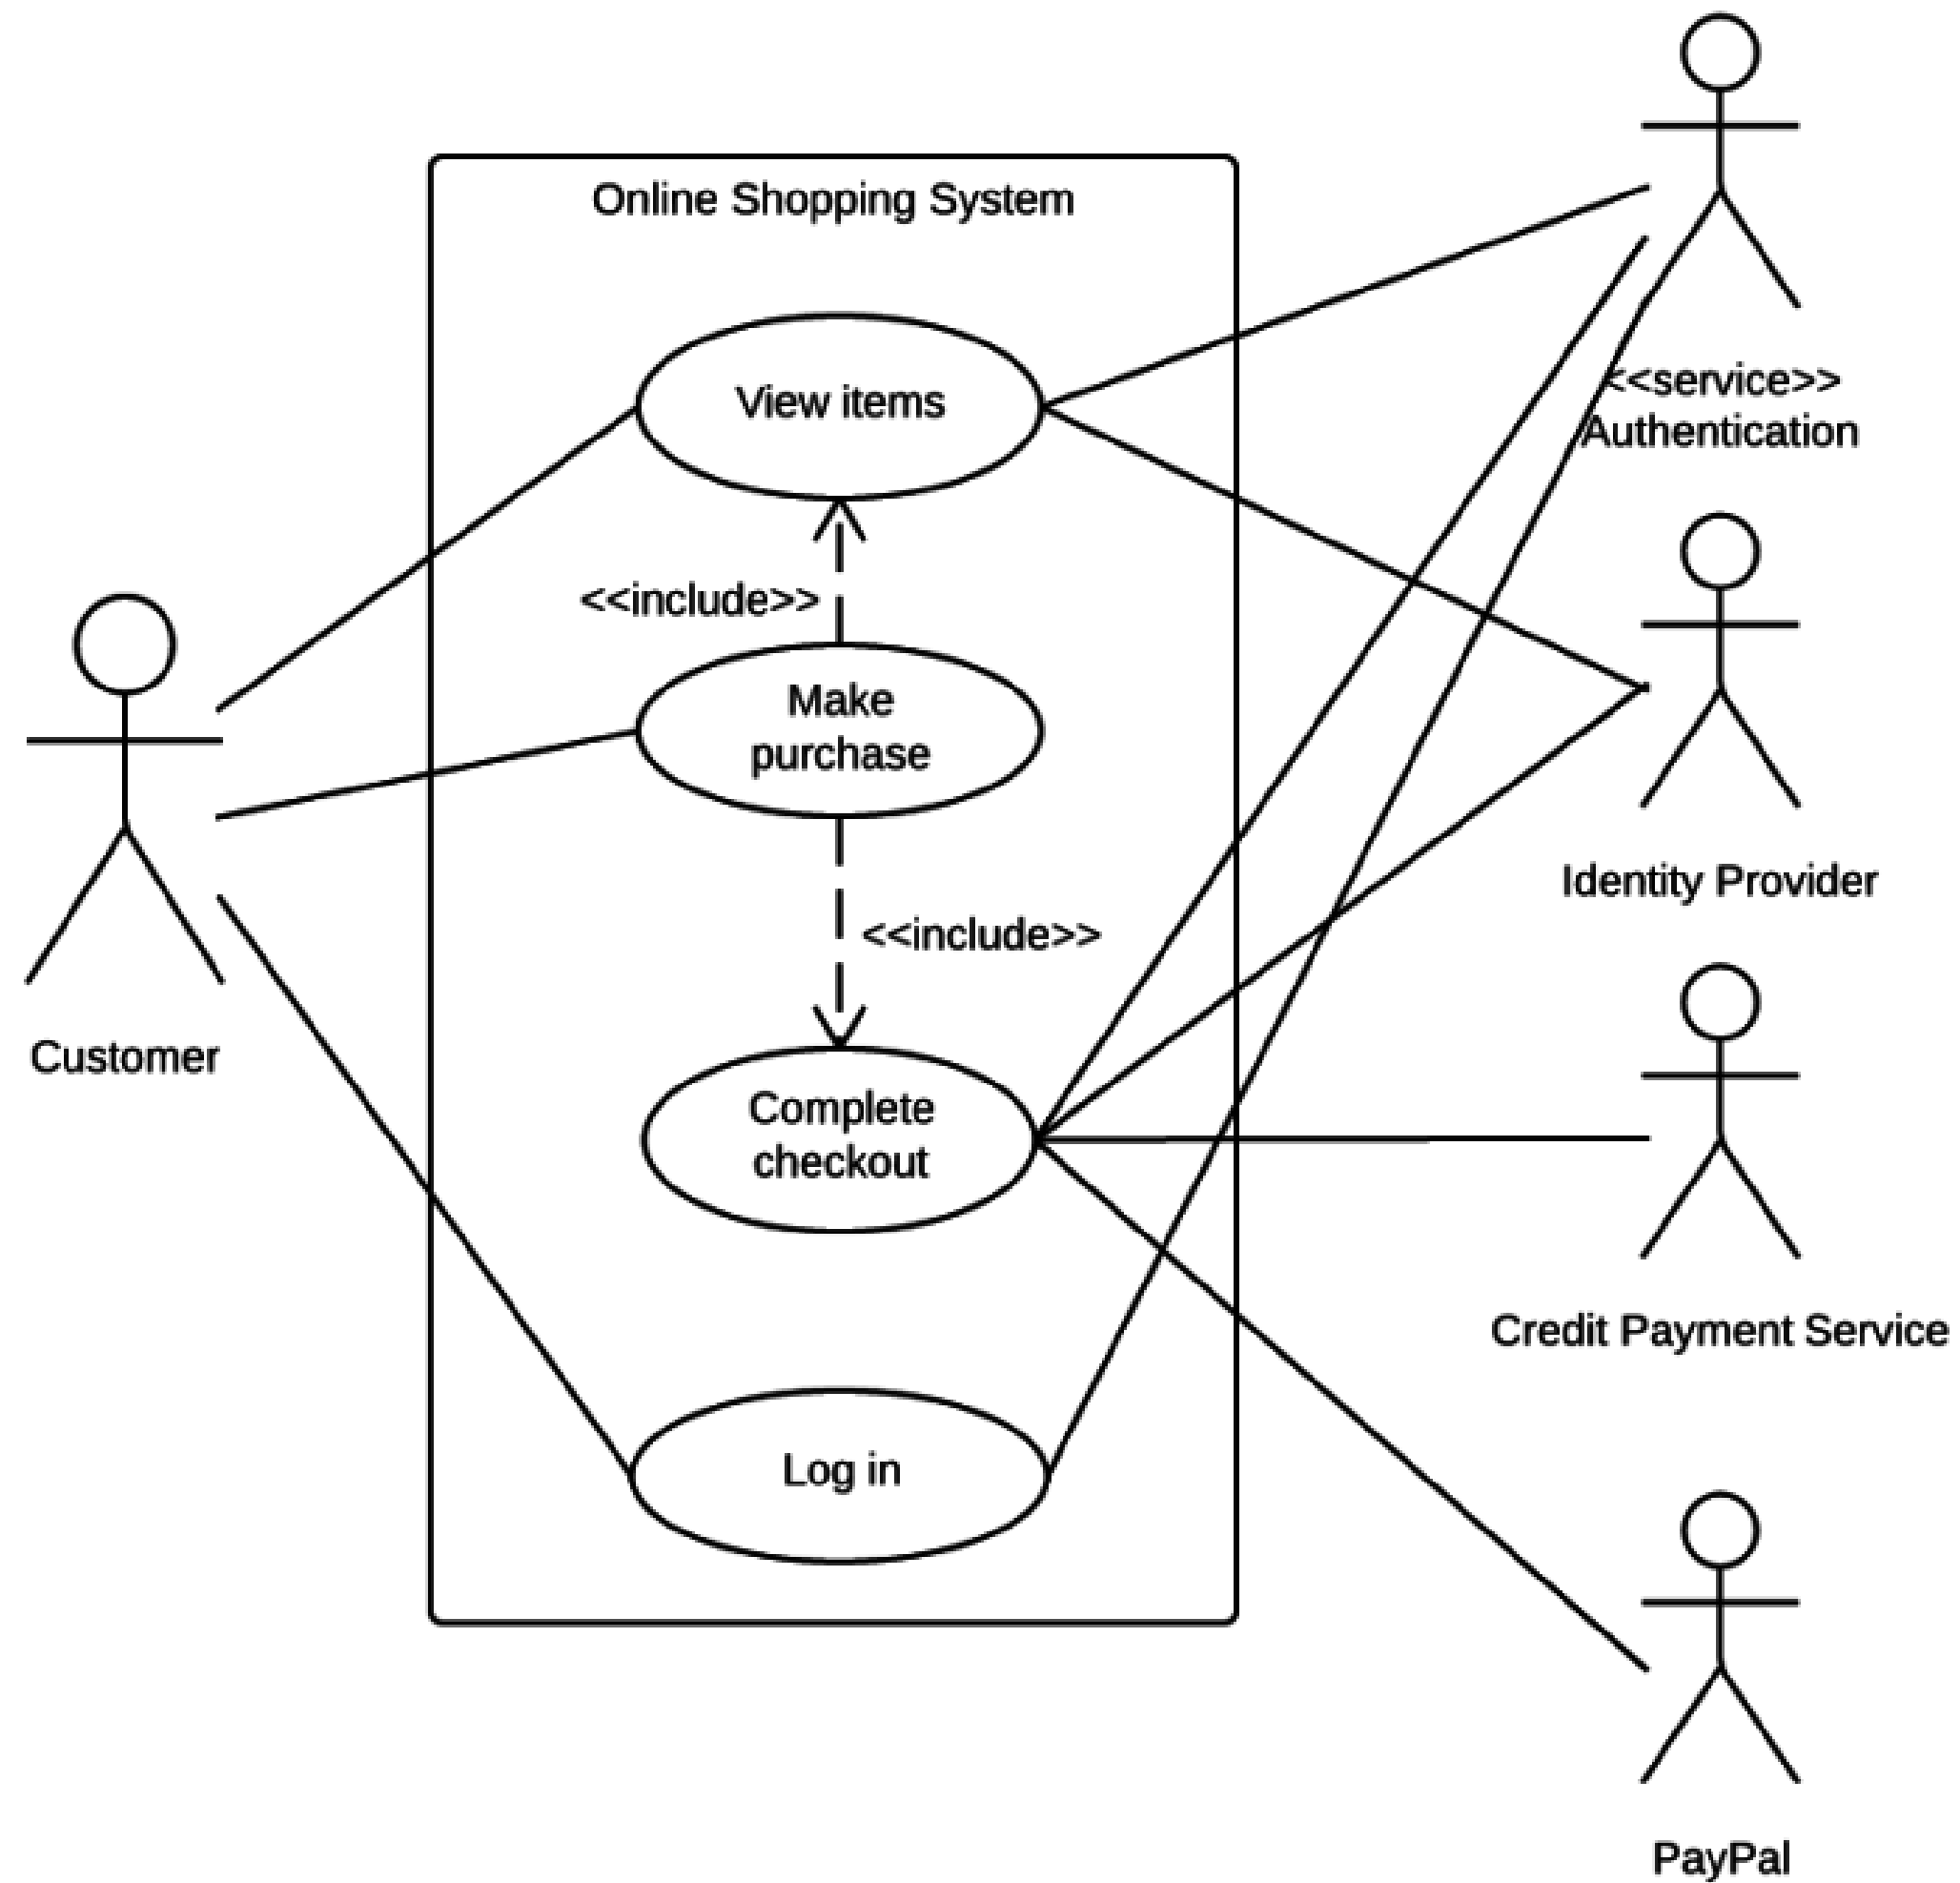 Online Shopping System
View items
<<service>>
Authentication
<<include>>
Make
purchase
Identity Provider
<<include>>
Customer
Complete
checkout
Credit Payment Service
Log in
PayPal